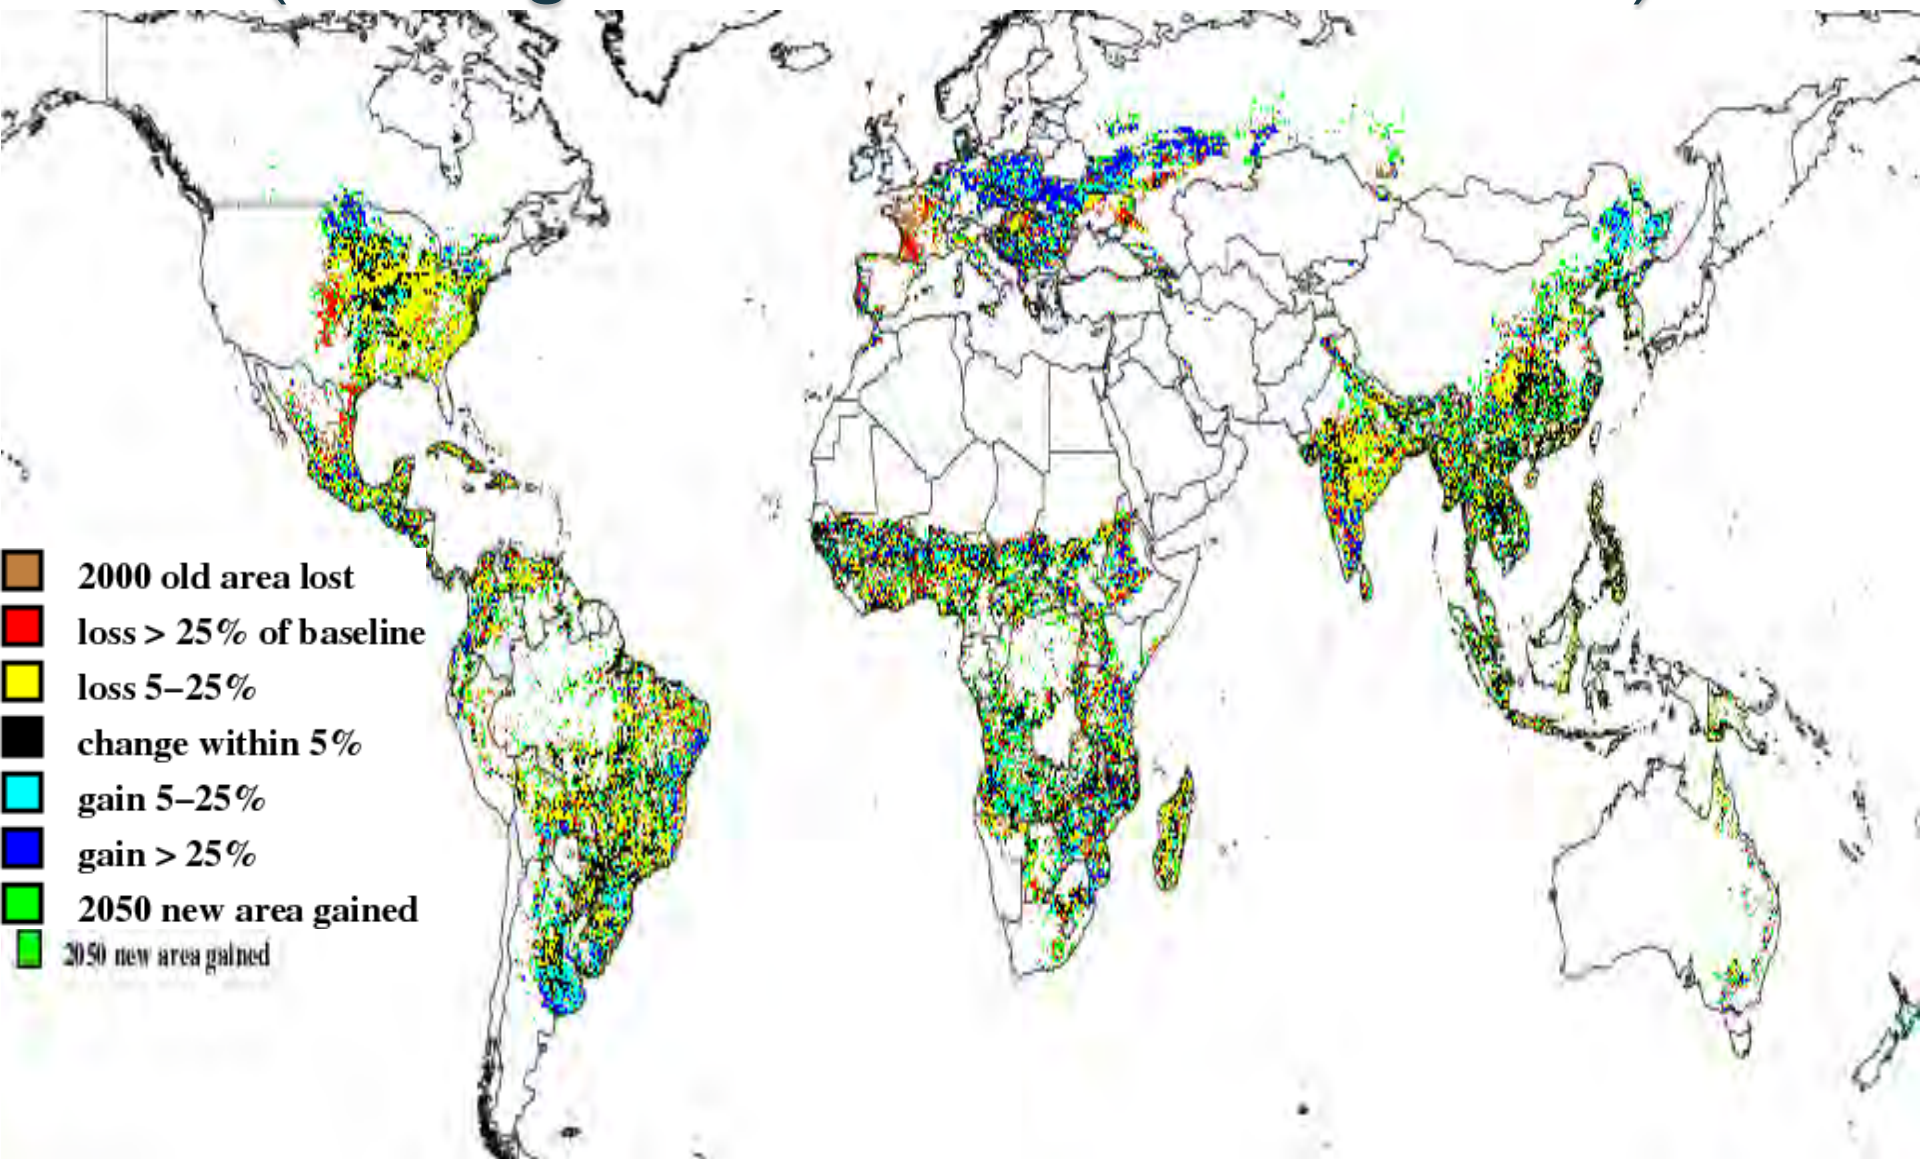 2000 old area lost
loss > 25% of baseline
loss 5–25%
change within 5%
gain 5–25%
gain > 25%
2050 new area gained
2050 new area gained